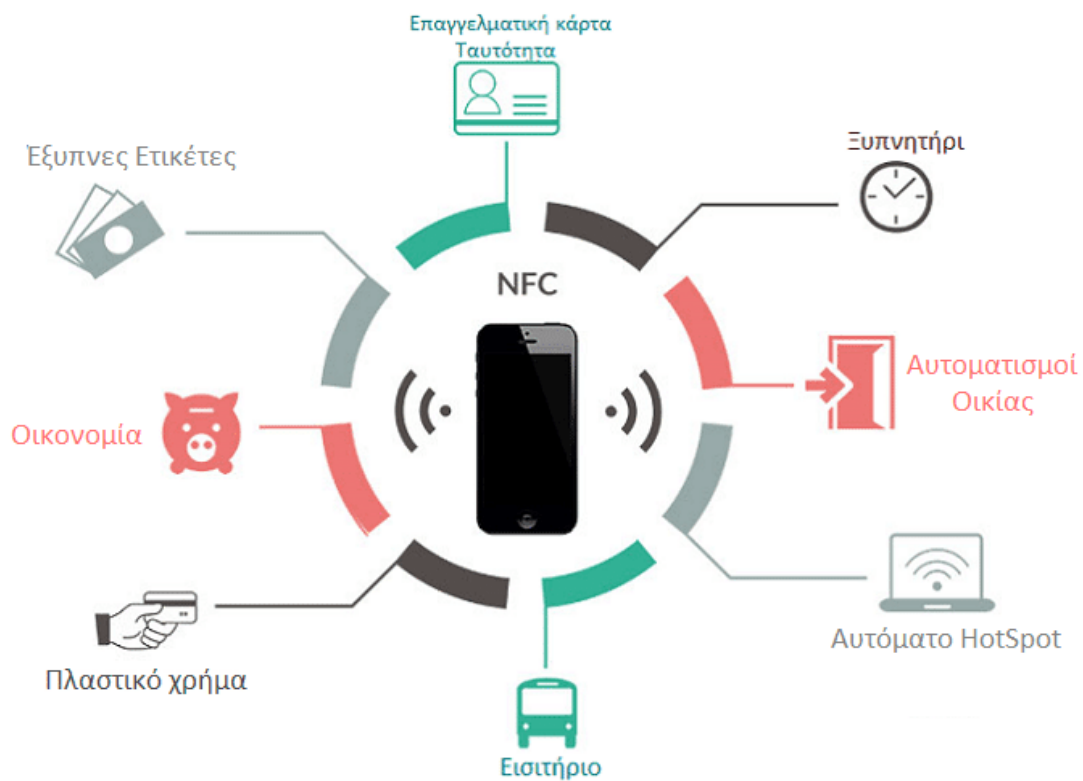 Επαγγελματική κάρτα
Ταυτότητα
Έξυπνες Ετικέτες
Ξυπνητήρι
NFC
Αυτοματισμοί
Οικίας
Οικονομία
Αυτόματο HotSpot
Πλαστικό χρήμα
Εισιτήριο